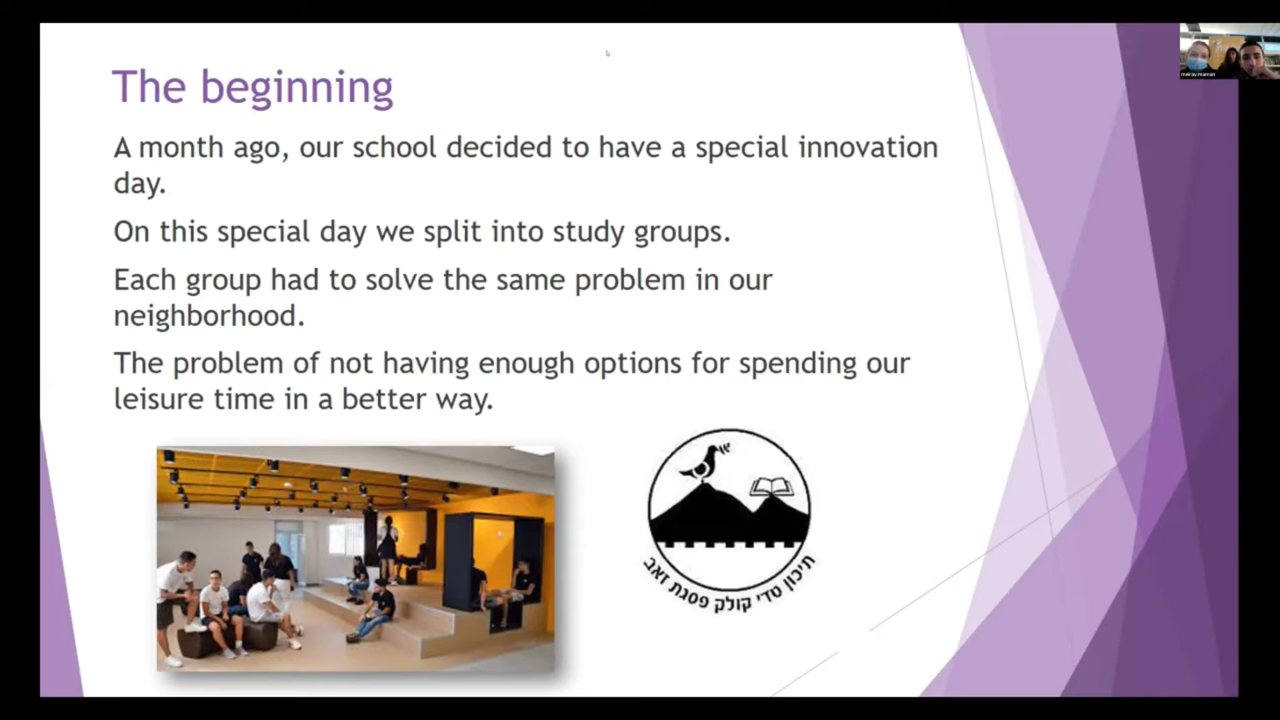 The beginning
A month ago, our school decided to have a special innovation
day.
On this special day we split into study groups.
Each group had to solve the same problem in our
neighborhood.
The problem of not having enough options for spending our
leisure time in a better way.
תיכון טדי קולק פסגת זאב
meirav maman